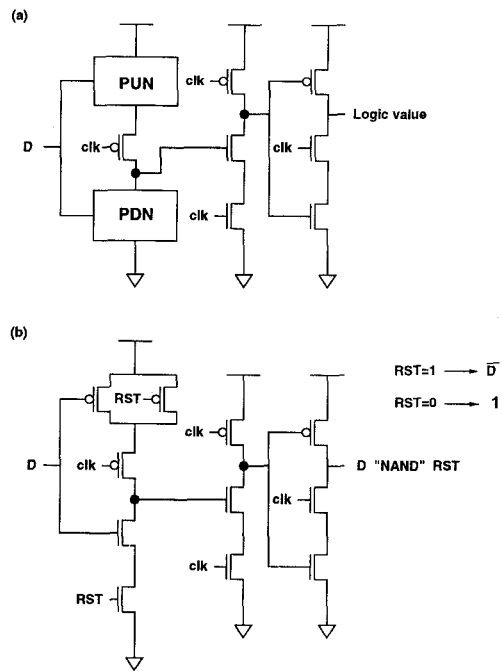 (a)
PUN
clk
clk
D
clk
Logic value
clk
PDN
clk
(b)
RST=1 → D̅
RST
RST=0 → 1
clk
D
clk
D "NAND" RST
clk
clk
RST